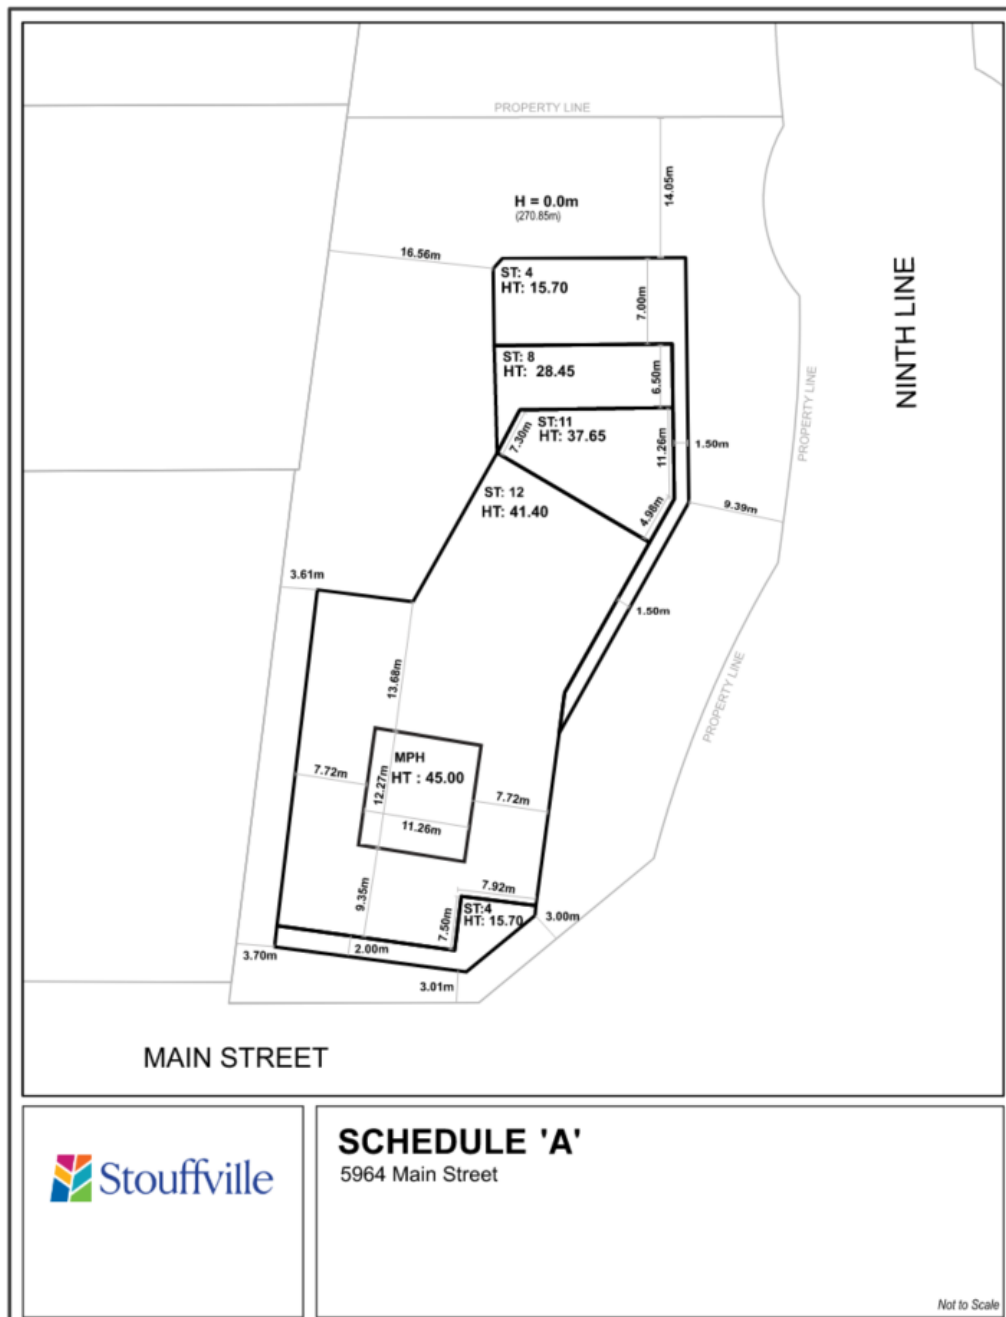 PROPERTY LINE
14.05m
H = 0.0m
(270.85m)
16.56m
ST: 4
HT: 15.70
7.00m
NINTH LINE
ST: 8
HT: 28.45
6.50m
PROPERTY LINE
ST:11
HT: 37.65
7.30m
11.26m
1.50m
ST: 12
HT: 41.40
4.98m
9.39m
3.61m
1.50m
13.68m
PROPERTY LINE
MPH
HT : 45.00
7.72m
12.27m
7.72m
11.26m
9.35m
7.92m
ST:4
HT: 15.70
7.50m
3.00m
3.70m
2.00m
3.01m
MAIN STREET
Stouffville
SCHEDULE 'A'
5964 Main Street
Not to Scale